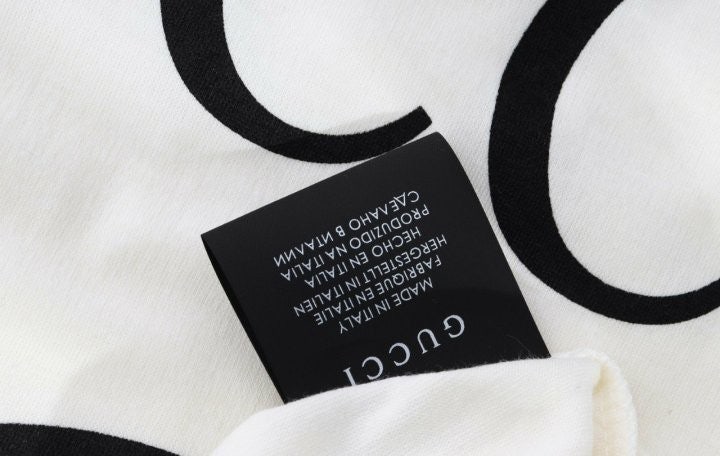 GUCCI
MADE IN ITALY
FABRIQUE EN ITALIE
HERGESTELLT IN ITALIEN
HECHO EN ITALIA
PRODUZIDO NA ITALIA
СДЕЛАНО В ИТАЛИИ